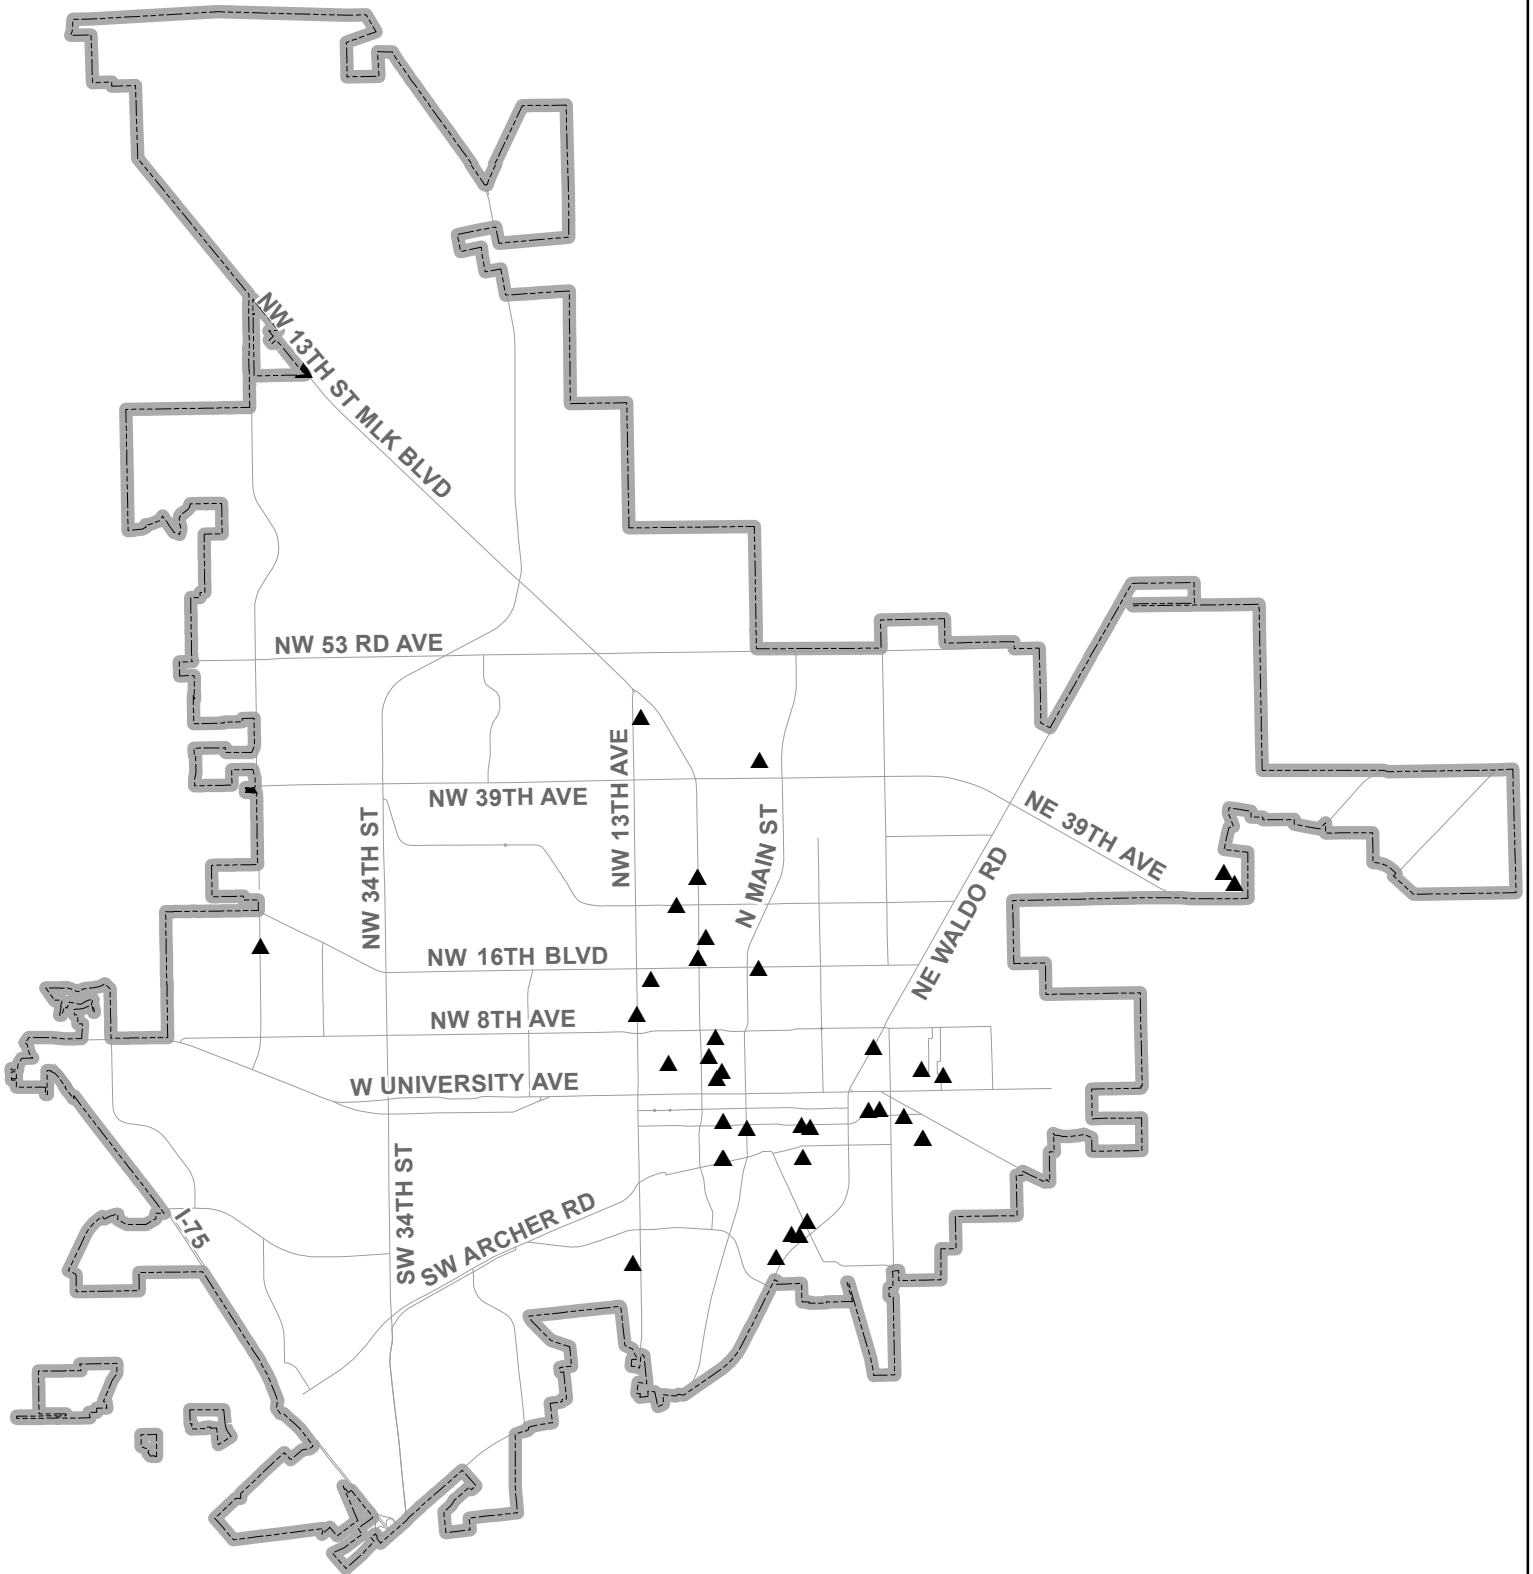 NW 13TH ST MLK BLVD
NW 53 RD AVE
NW 13TH AVE
NW 39TH AVE
NE 39TH AVE
NW 34TH ST
N MAIN ST
NE WALDO RD
NW 16TH BLVD
NW 8TH AVE
W UNIVERSITY AVE
SW 34TH ST
SW ARCHER RD
I-75